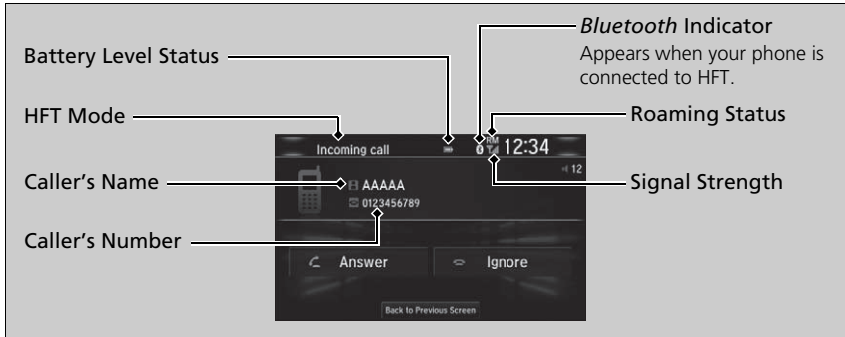 Bluetooth Indicator
Appears when your phone is
connected to HFT.
Battery Level Status
HFT Mode
Roaming Status
Caller's Name
Signal Strength
Caller's Number
Incoming call
RM
12:34
12
AAAAA
0123456789
Answer
Ignore
Back to Previous Screen